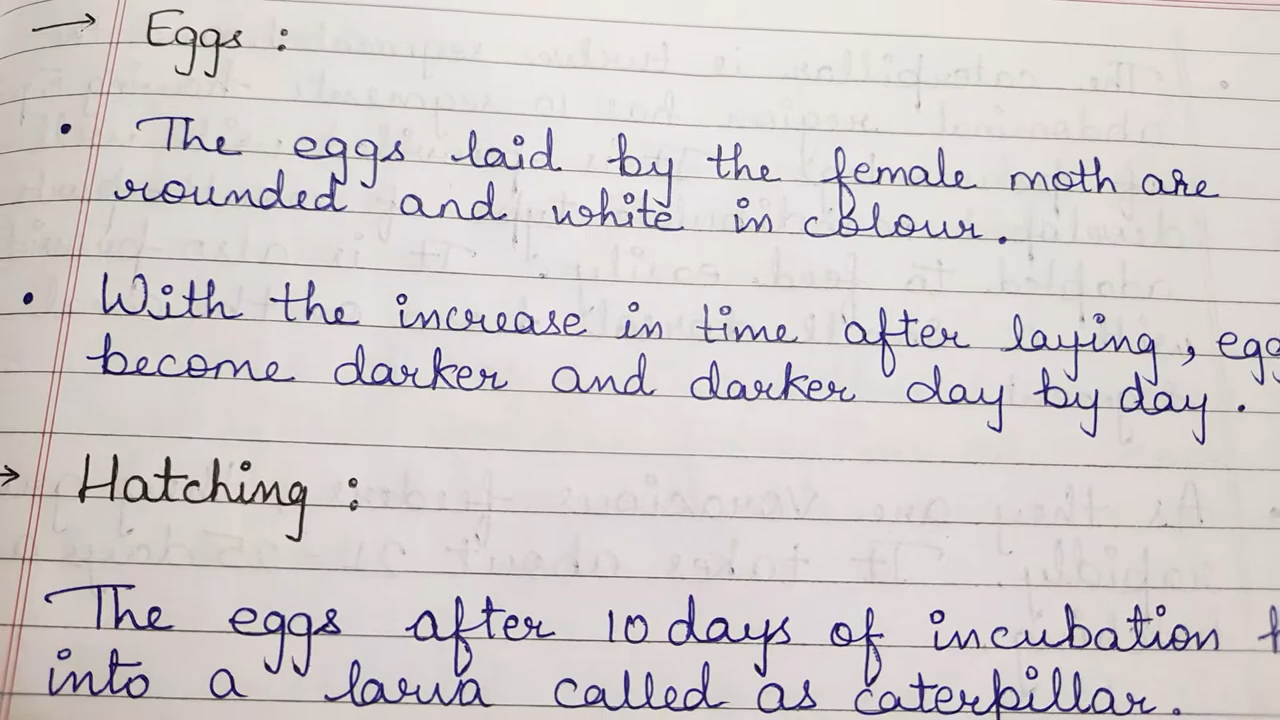 → Eggs :
• The eggs laid by the female moth are
rounded and white in colour.
• With the increase in time after laying, egg
become darker and darker day by day.
→ Hatching :
The eggs after 10 days of incubation
into a larva called as caterpillar.